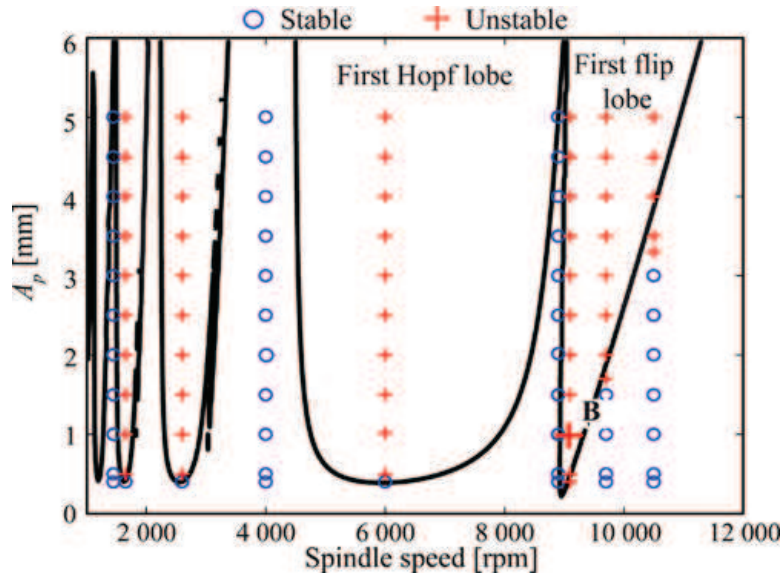 Stable Unstable
6
First Hopf lobe
First flip
lobe
5
4
A_p [mm]
3
2
B
1
0
2 000 4 000 6 000 8 000 10 000 12 000
Spindle speed [rpm]